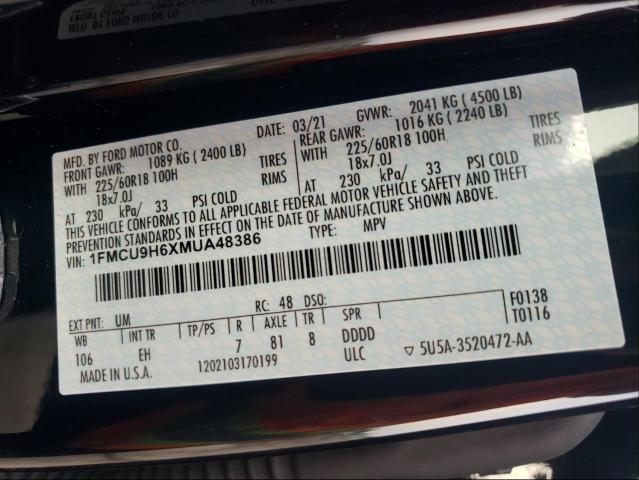 MFD. BY FORD MOTOR CO.
DATE: 03/21 GVWR: 2041 KG ( 4500 LB)
FRONT GAWR: 1089 KG ( 2400 LB) REAR GAWR: 1016 KG ( 2240 LB)
WITH 225/60R18 100H TIRES WITH 225/60R18 100H TIRES
18x7.0J RIMS 18x7.0J RIMS
AT 230 kPa/ 33 PSI COLD AT 230 kPa/ 33 PSI COLD
THIS VEHICLE CONFORMS TO ALL APPLICABLE FEDERAL MOTOR VEHICLE SAFETY AND THEFT
PREVENTION STANDARDS IN EFFECT ON THE DATE OF MANUFACTURE SHOWN ABOVE.
VIN: 1FMCU9H6XMUA48386 TYPE: MPV
EXT PNT: UM RC: 48 DSO: F0138
WB INT TR TP/PS R AXLE TR SPR T0116
106 EH 7 81 8 DDDD
MADE IN U.S.A. 1202103170199 ULC ▽ 5U5A-3520472-AA